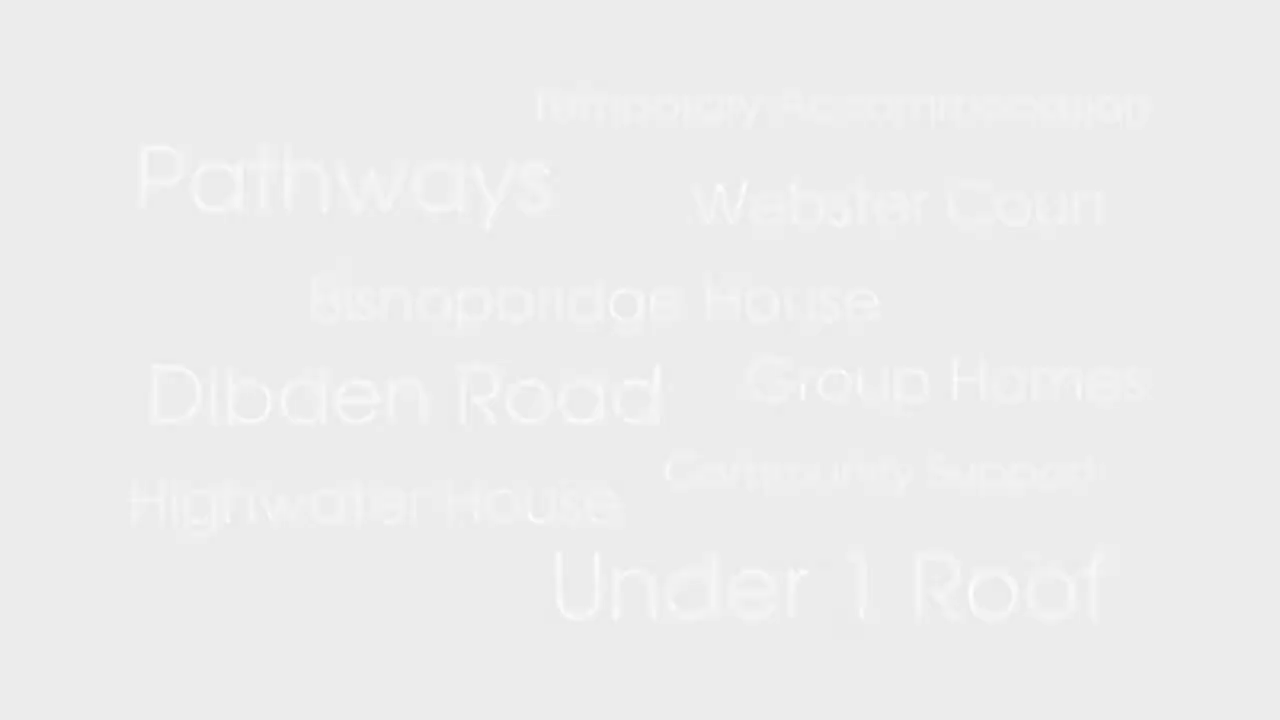 Temporary Accommodation
Pathways
Webster Court
Bishopbridge House
Dibden Road
Group Homes
Community Support
Highwater House
Under 1 Roof